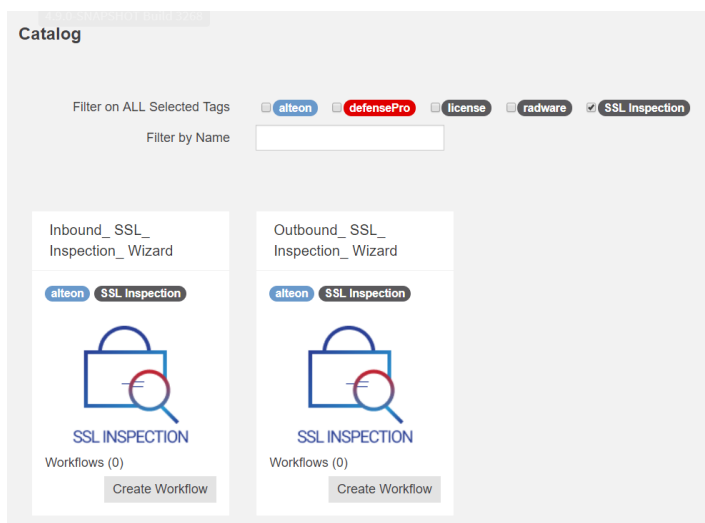 Catalog
Filter on ALL Selected Tags alteon defensePro license radware SSL Inspection
Filter by Name
Inbound_ SSL_ Outbound_ SSL_
Inspection_ Wizard Inspection_ Wizard
alteon SSL Inspection alteon SSL Inspection
SSL INSPECTION SSL INSPECTION
Workflows (0) Workflows (0)
Create Workflow Create Workflow